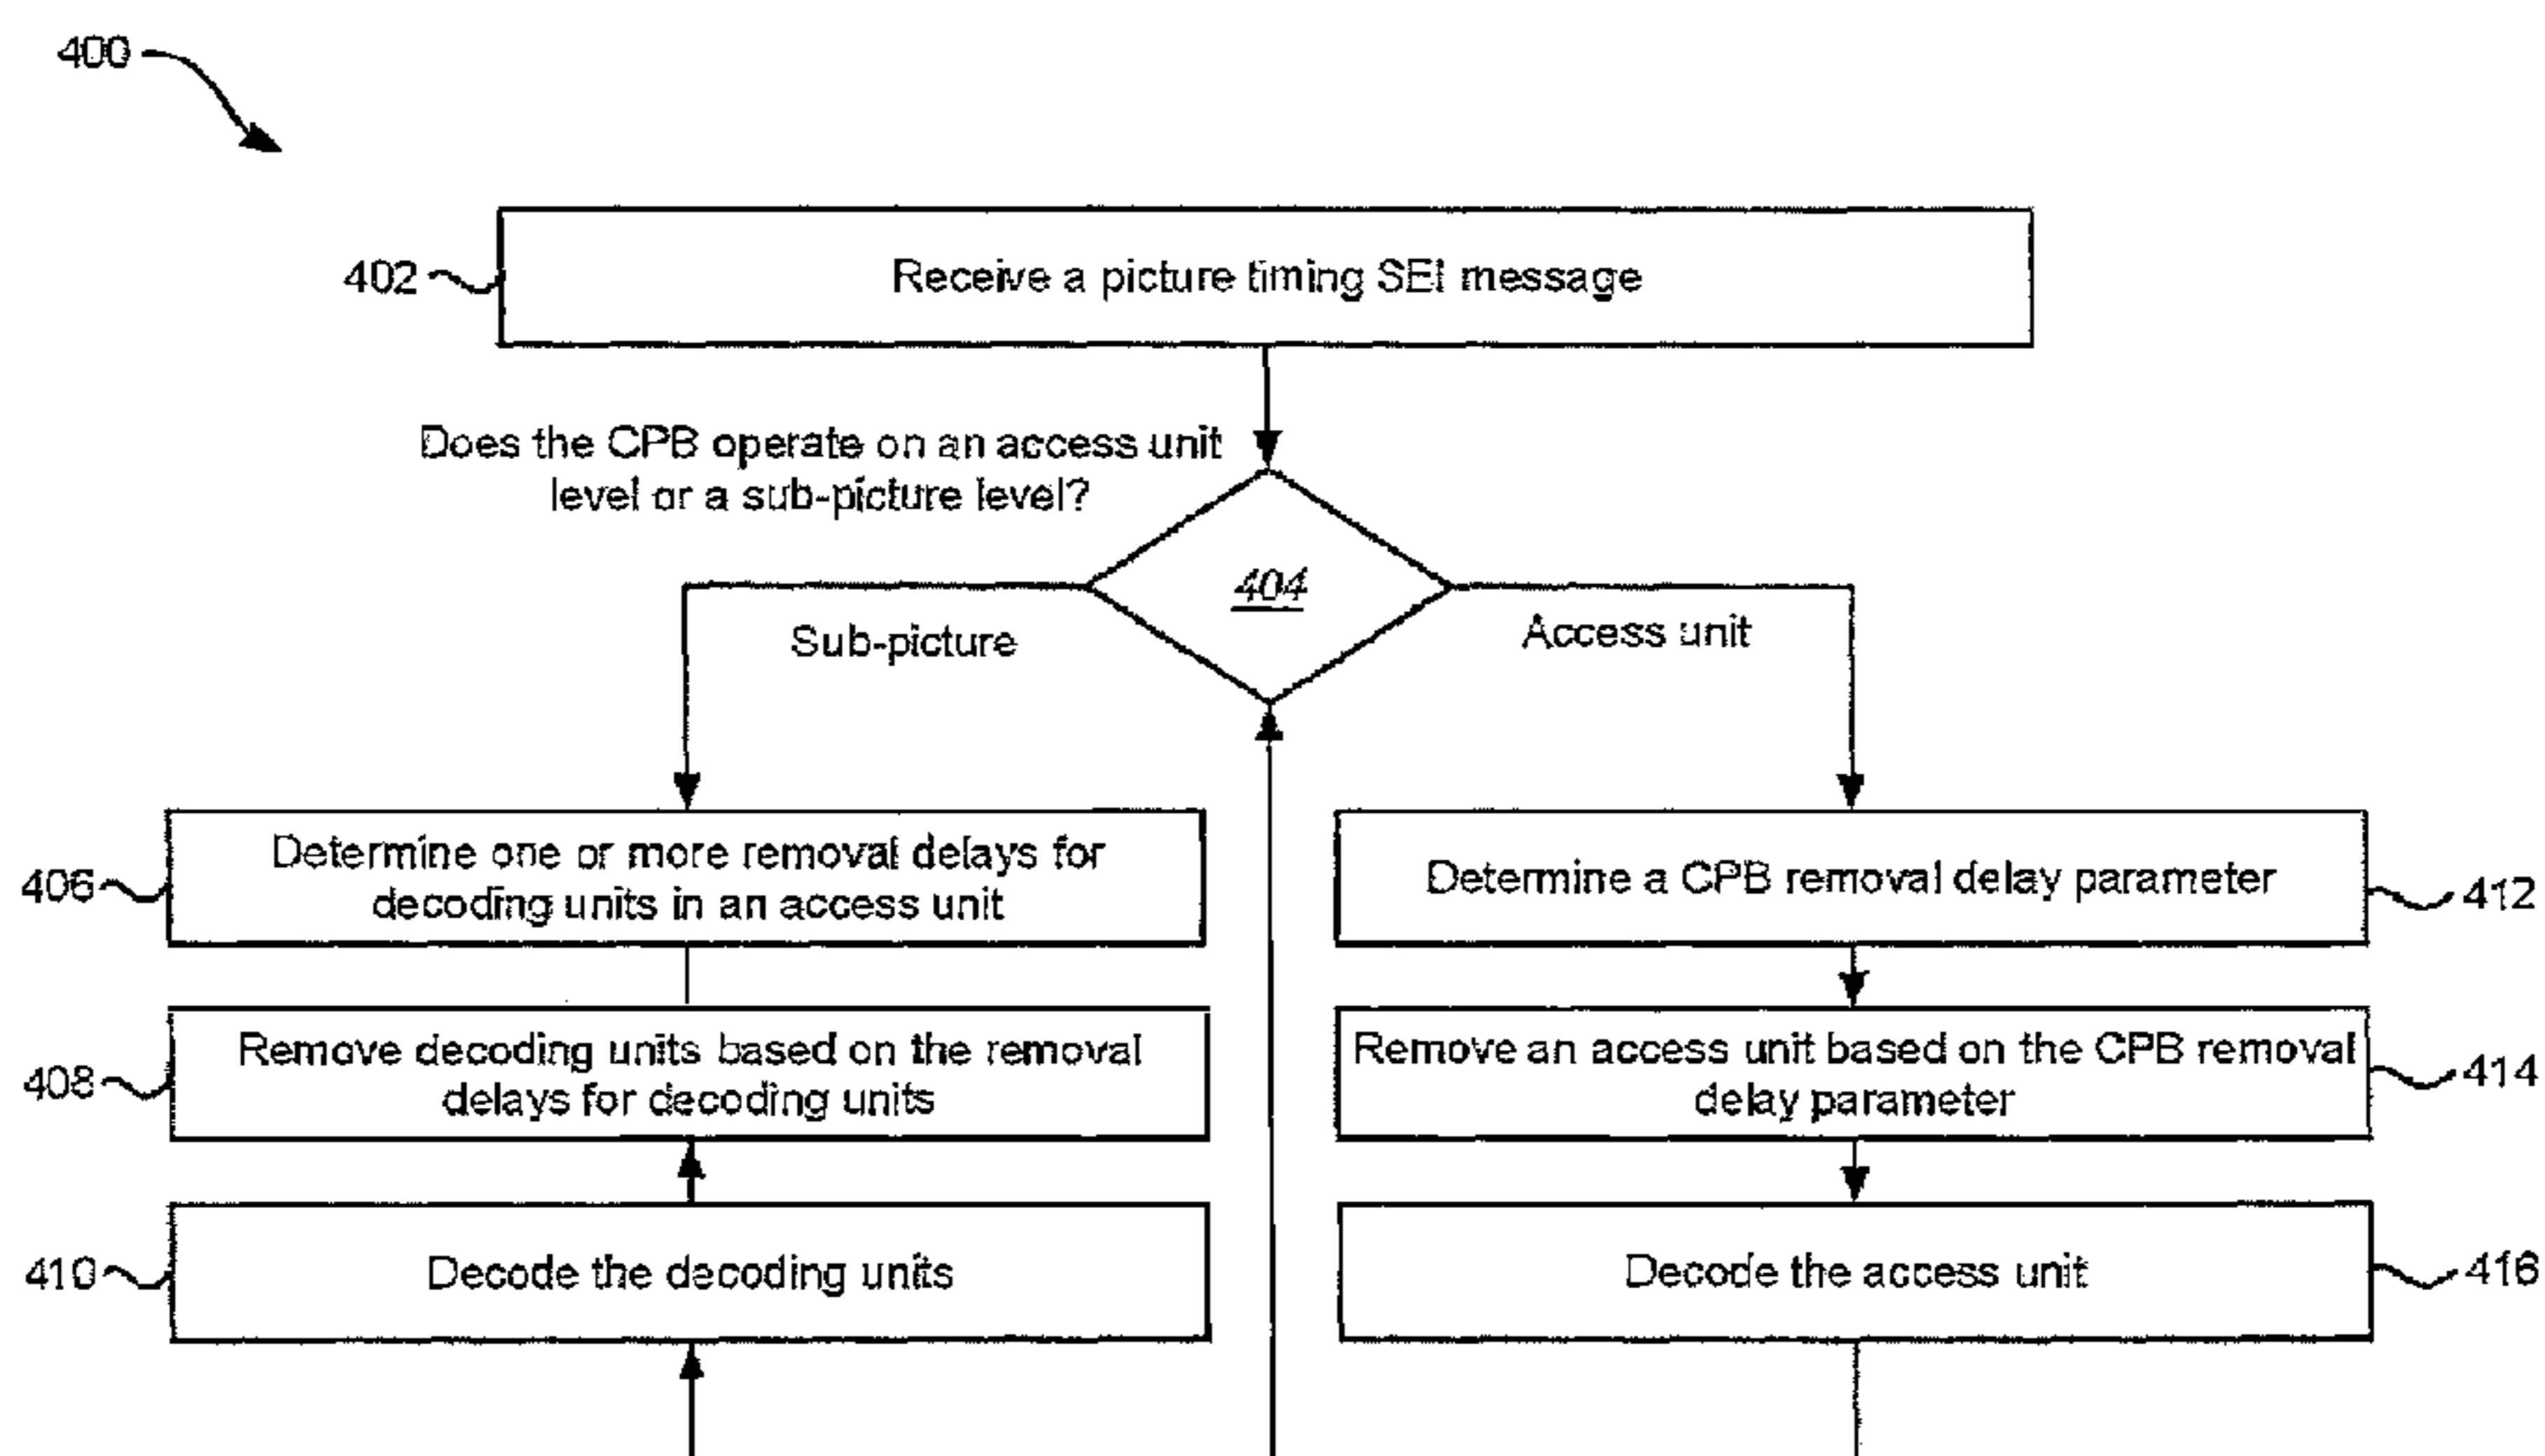 400
402
Receive a picture timing SEI message
Does the CPB operate on an access unit
level or a sub-picture level?
404
Sub-picture
Access unit
406
Determine one or more removal delays for
decoding units in an access unit
Determine a CPB removal delay parameter
412
408
Remove decoding units based on the removal
delays for decoding units
Remove an access unit based on the CPB removal
delay parameter
414
410
Decode the decoding units
Decode the access unit
416